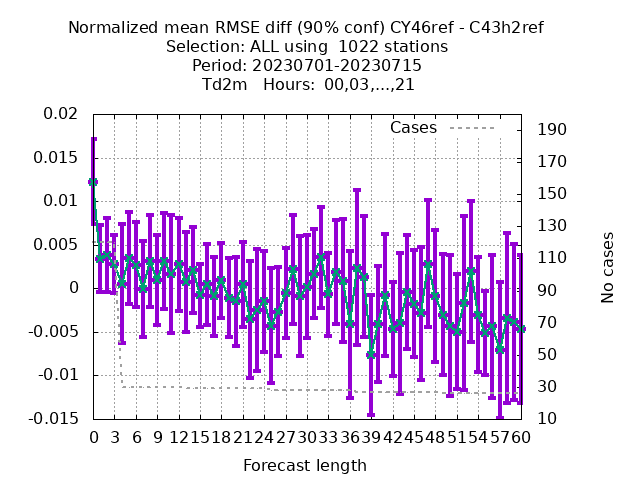 Normalized mean RMSE diff (90% conf) CY46ref - C43h2ref
Selection: ALL using  1022 stations
Period: 20230701-20230715
Td2m   Hours: 00,03,...,21
Cases
0.02
0.015
0.01
0.005
0
-0.005
-0.01
-0.015
190
170
150
130
110
90
70
50
30
10
No cases
0 3 6 9 12 15 18 21 24 27 30 33 36 39 42 45 48 51 54 57 60
Forecast length